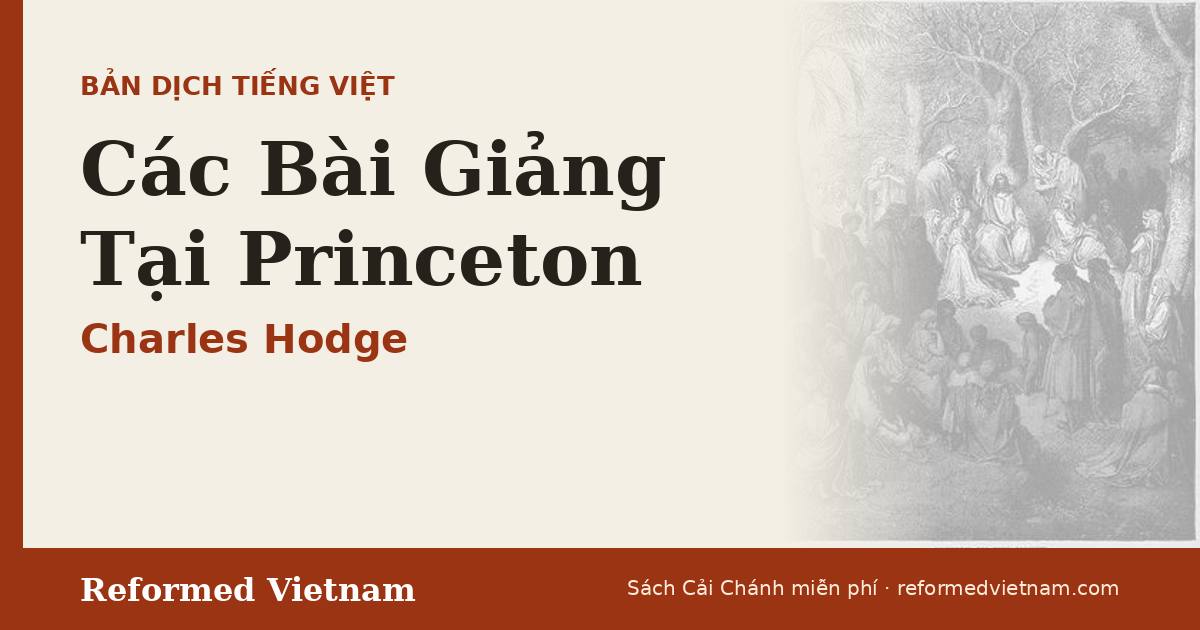 BẢN DỊCH TIẾNG VIỆT
Các Bài Giảng
Tại Princeton
Charles Hodge
Reformed Vietnam
Sách Cải Chánh miễn phí · reformedvietnam.com